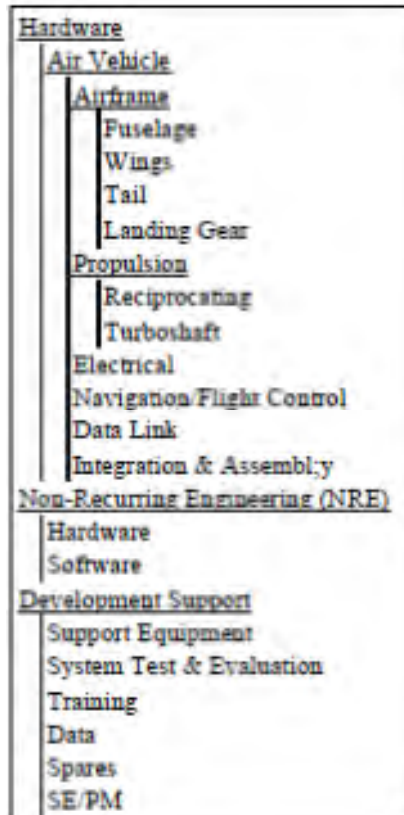 Hardware
Air Vehicle
Airframe
Fuselage
Wings
Tail
Landing Gear
Propulsion
Reciprocating
Turboshaft
Electrical
Navigation/Flight Control
Data Link
Integration & Assembl;y
Non-Recurring Engineering (NRE)
Hardware
Software
Development Support
Support Equipment
System Test & Evaluation
Training
Data
Spares
SE/PM